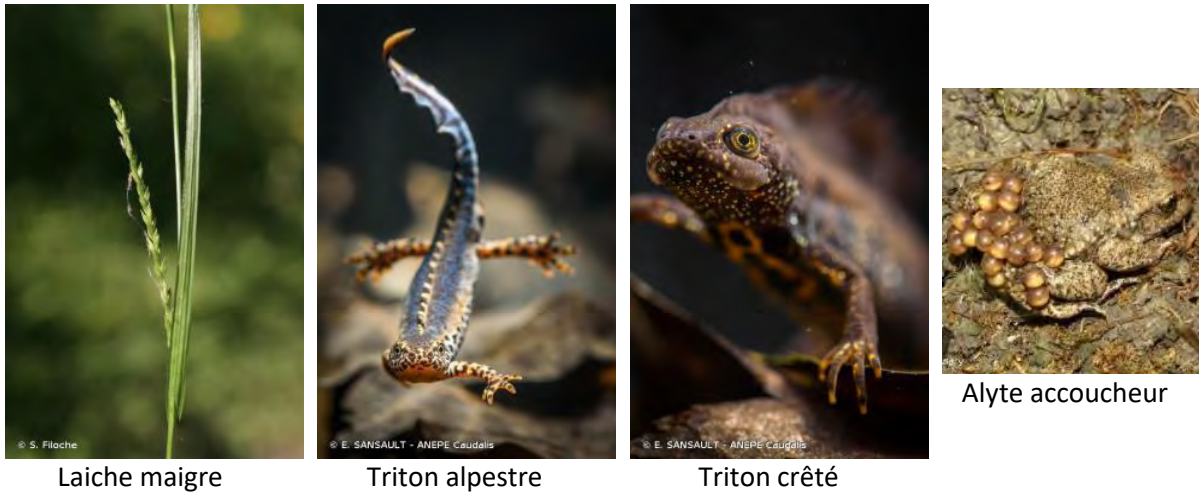 © S. Filoche
© E. SANSAULT - ANEPE Caudalis
© E. SANSAULT - ANEPE Caudalis
Laiche maigre
Triton alpestre
Triton crêté
Alyte accoucheur